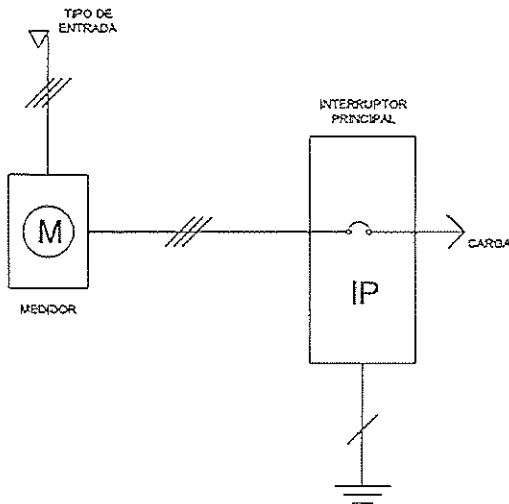 TIPO DE
ENTRADA
INTERRUPTOR
PRINCIPAL
M
CARGA
IP
MEDIDOR